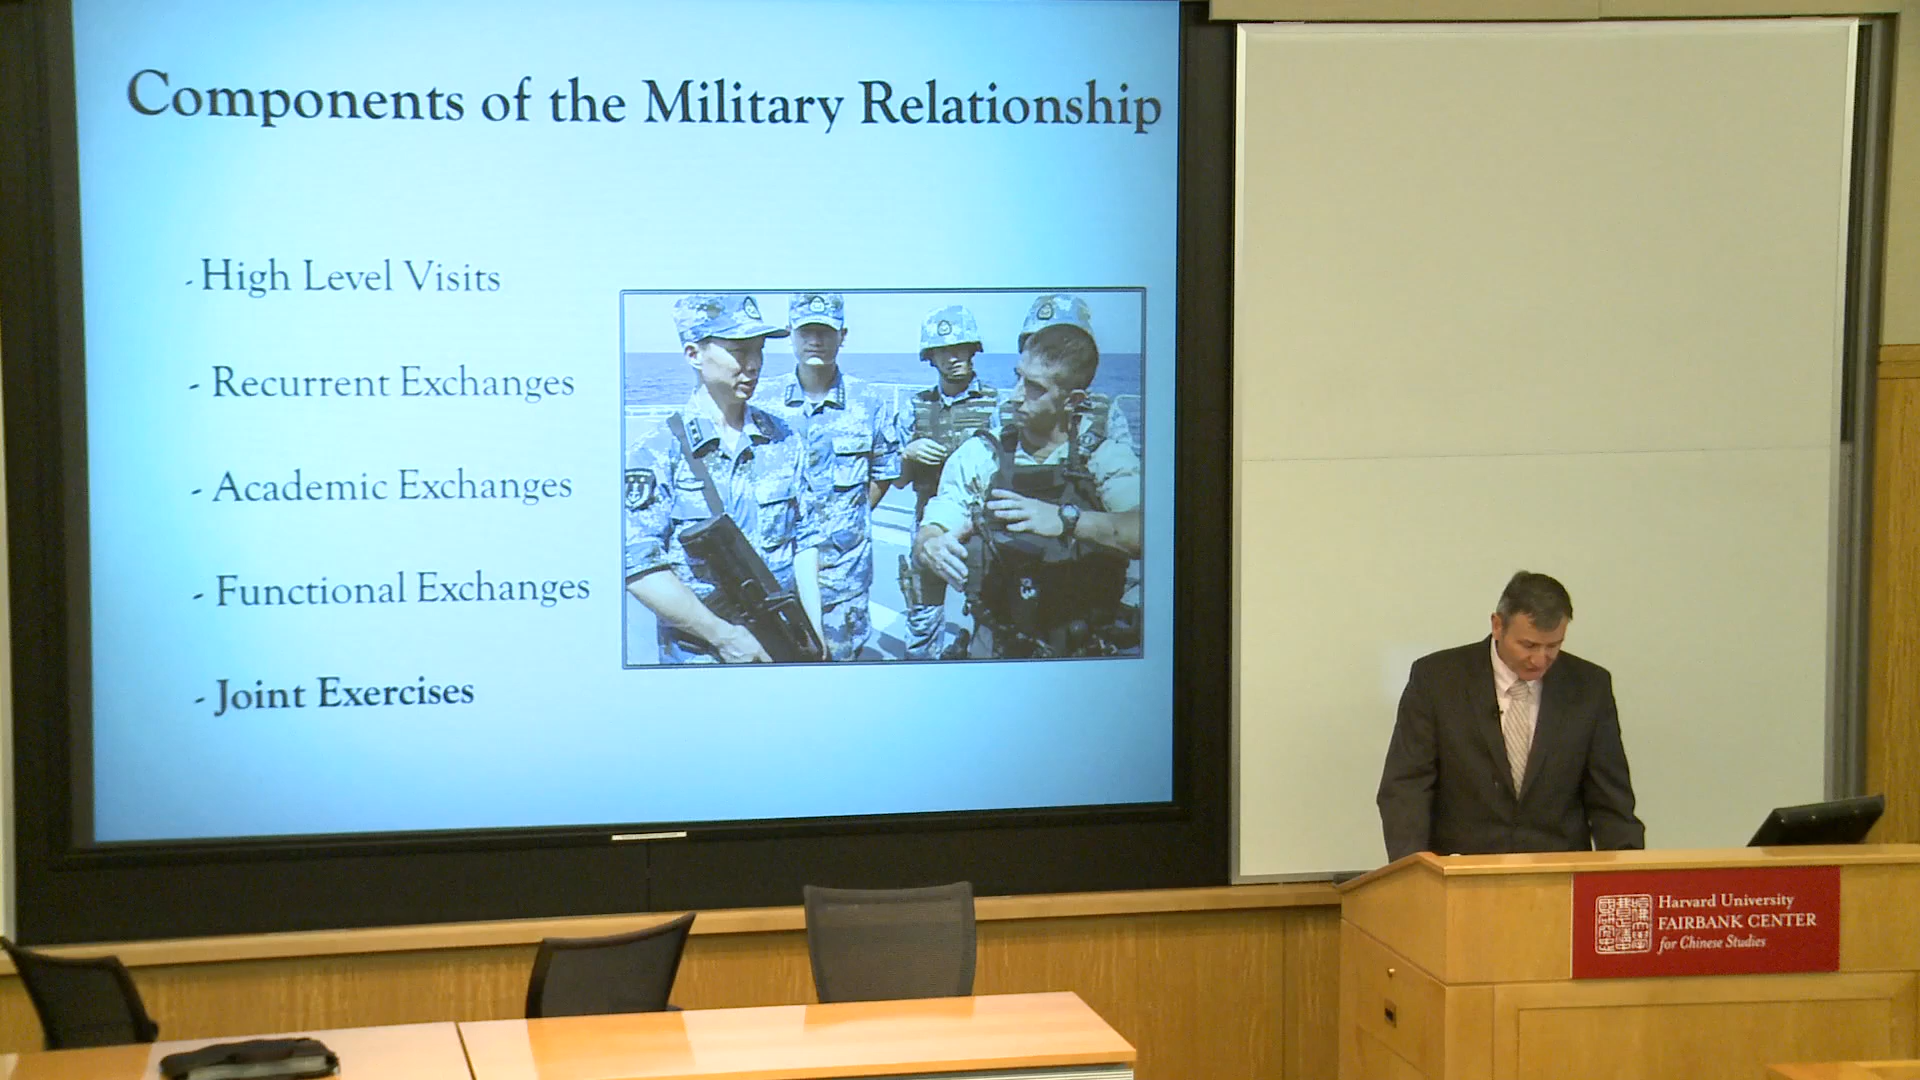 Components of the Military Relationship
- High Level Visits
- Recurrent Exchanges
- Academic Exchanges
- Functional Exchanges
- Joint Exercises
Harvard University
FAIRBANK CENTER
for Chinese Studies